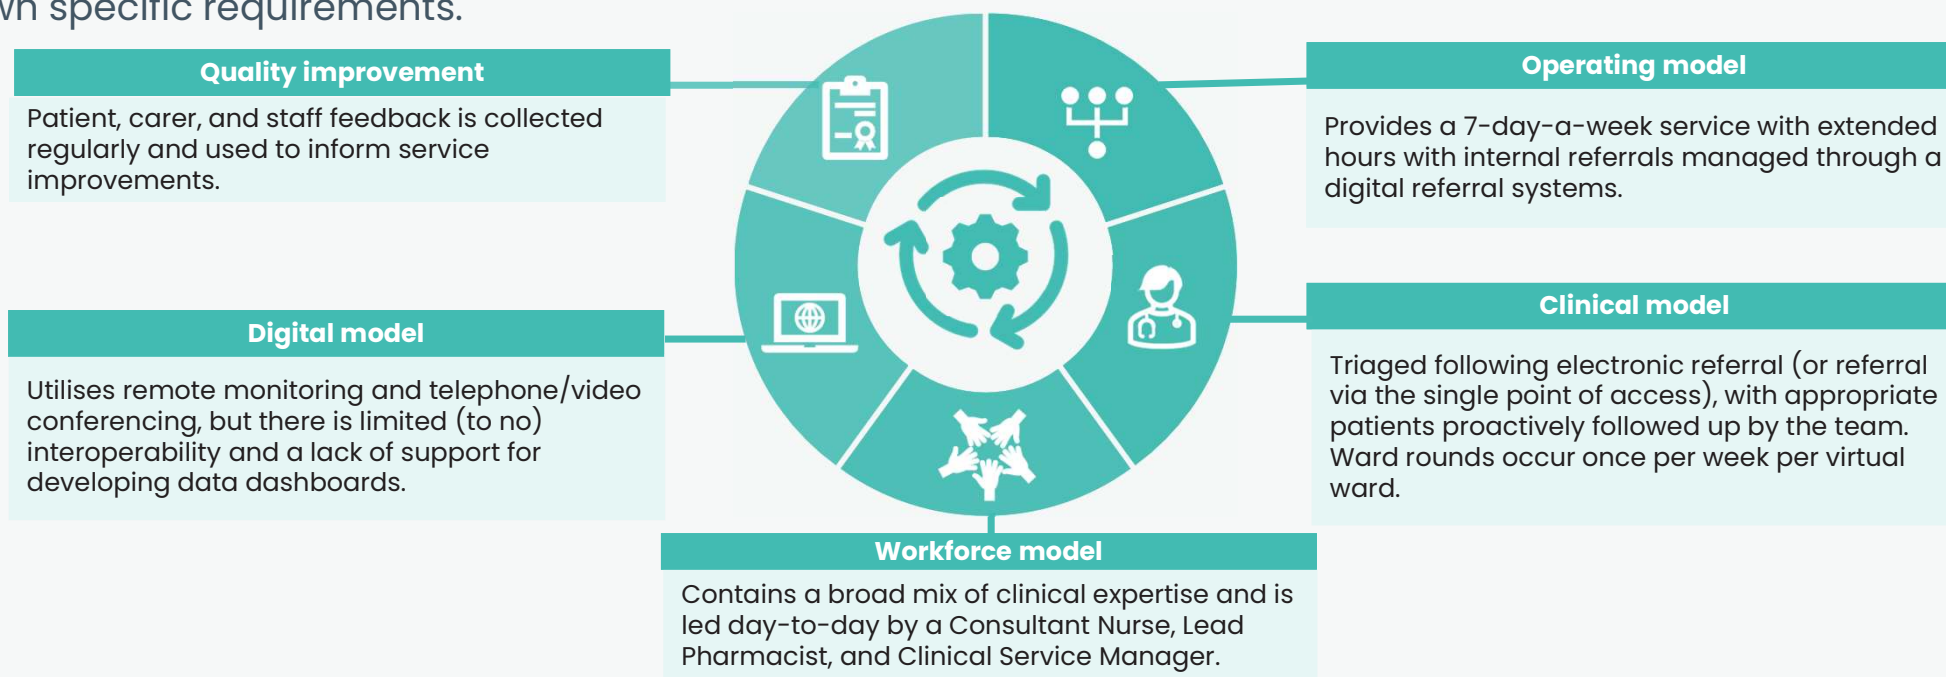 wn specific requirements.
Quality improvement
Patient, carer, and staff feedback is collected
regularly and used to inform service
improvements.
Operating model
Provides a 7-day-a-week service with extended
hours with internal referrals managed through a
digital referral systems.
Digital model
Utilises remote monitoring and telephone/video
conferencing, but there is limited (to no)
interoperability and a lack of support for
developing data dashboards.
Clinical model
Triaged following electronic referral (or referral
via the single point of access), with appropriate
patients proactively followed up by the team.
Ward rounds occur once per week per virtual
ward.
Workforce model
Contains a broad mix of clinical expertise and is
led day-to-day by a Consultant Nurse, Lead
Pharmacist, and Clinical Service Manager.